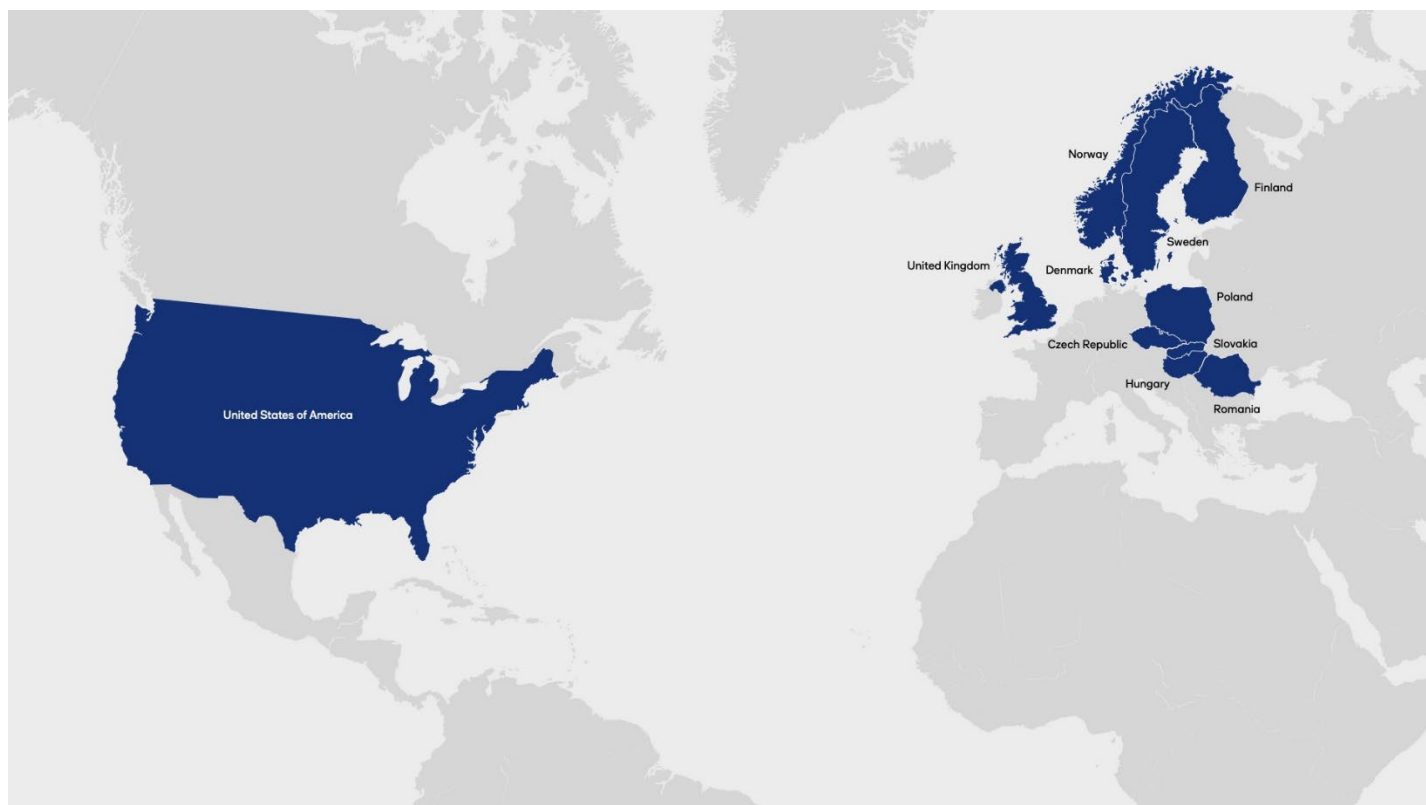 Norway
Finland
Sweden
United Kingdom
Denmark
Poland
Czech Republic
Slovakia
Hungary
Romania
United States of America